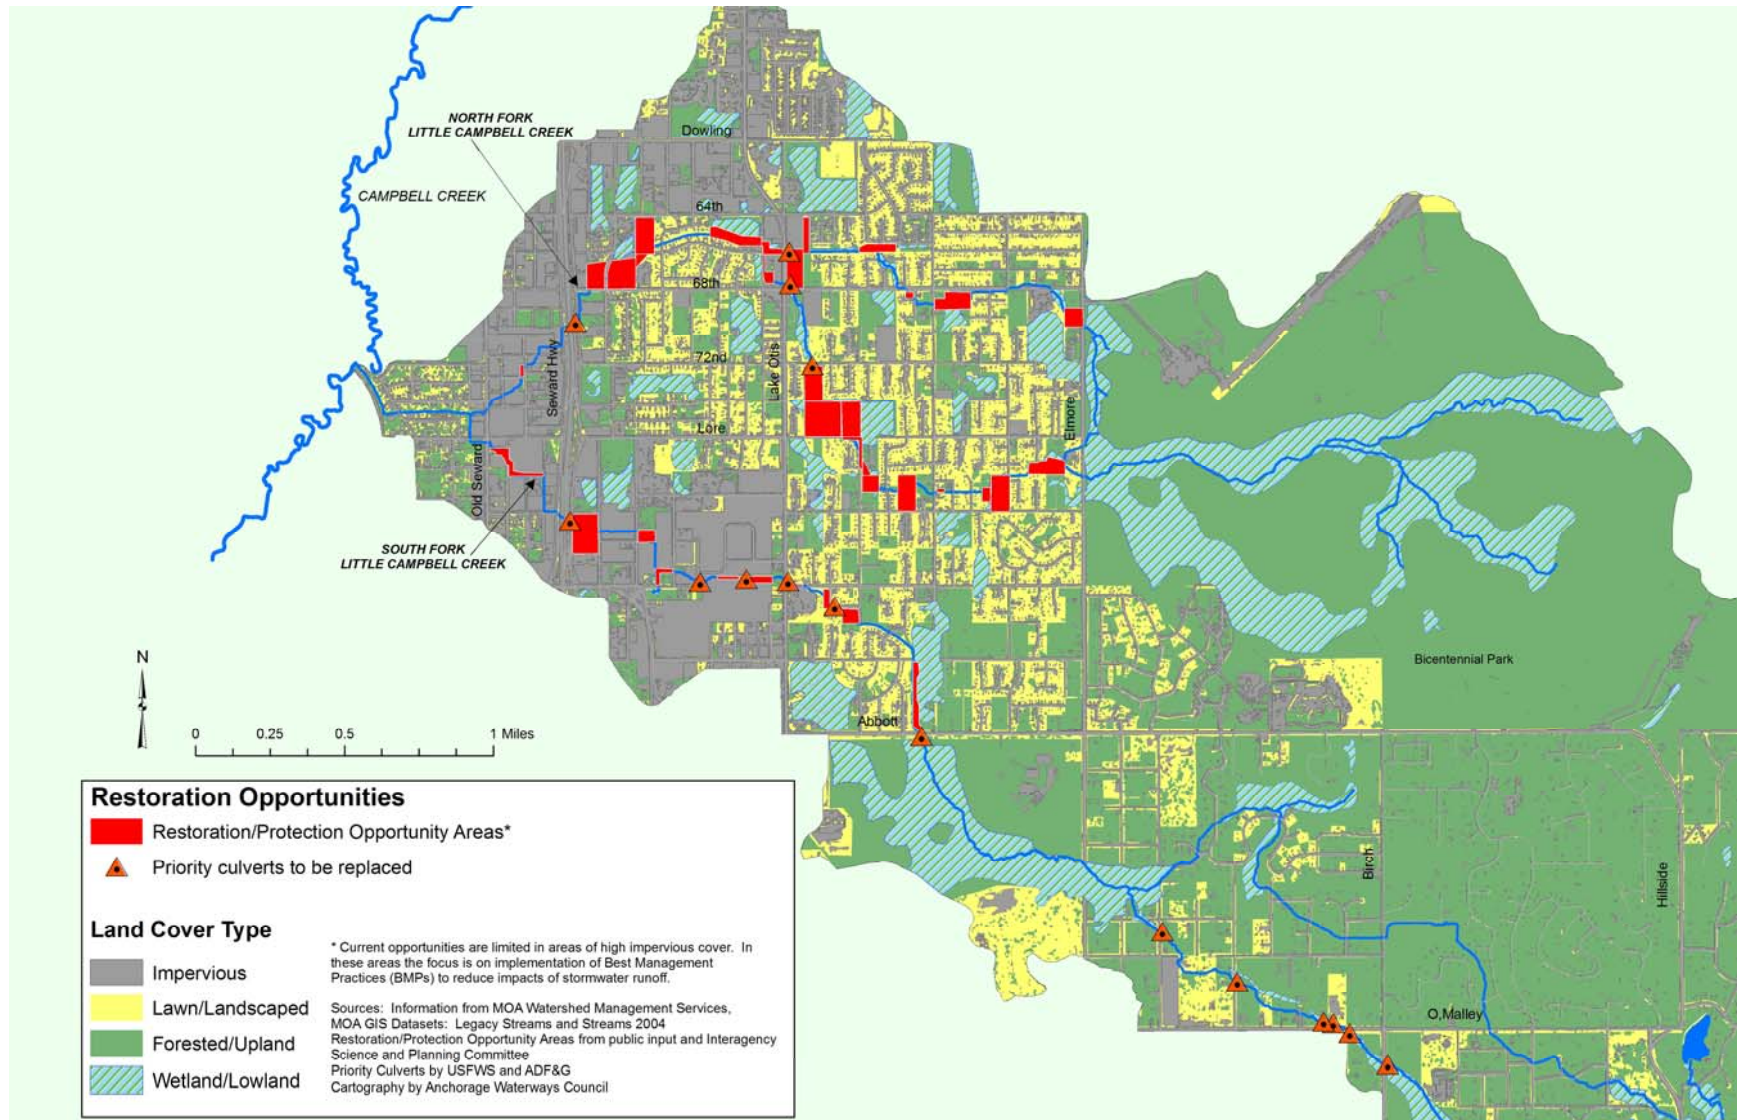 NORTH FORK
LITTLE CAMPBELL CREEK
Dowling
CAMPBELL CREEK
64th
68th
Seward Hwy
72nd
Lake Otis
Lore
Elmore
Old Seward
SOUTH FORK
LITTLE CAMPBELL CREEK
N
Bicentennial Park
Abbott
0 0.25 0.5 1 Miles
Birch
Hillside
O,Malley
Restoration Opportunities
Restoration/Protection Opportunity Areas*
Priority culverts to be replaced
Land Cover Type
Impervious
Lawn/Landscaped
Forested/Upland
Wetland/Lowland
* Current opportunities are limited in areas of high impervious cover. In
these areas the focus is on implementation of Best Management
Practices (BMPs) to reduce impacts of stormwater runoff.
Sources: Information from MOA Watershed Management Services,
MOA GIS Datasets: Legacy Streams and Streams 2004
Restoration/Protection Opportunity Areas from public input and Interagency
Science and Planning Committee
Priority Culverts by USFWS and ADF&G
Cartography by Anchorage Waterways Council